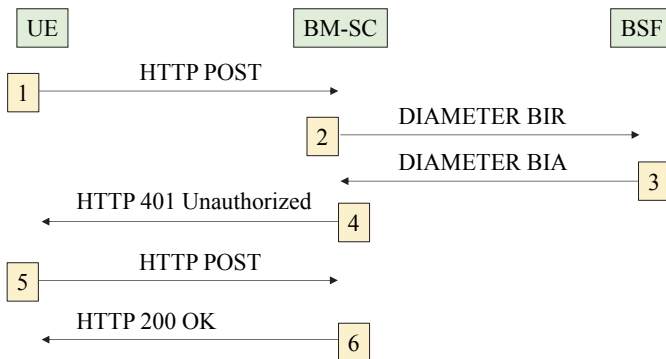 UE
BM-SC
BSF
HTTP POST
1
DIAMETER BIR
2
DIAMETER BIA
3
HTTP 401 Unauthorized
4
HTTP POST
5
HTTP 200 OK
6